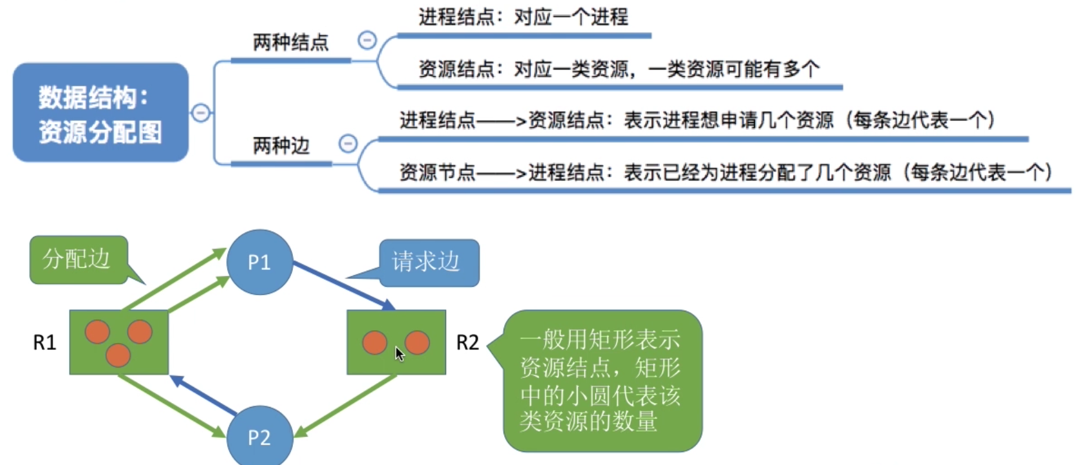 进程结点：对应一个进程
两种结点
资源结点：对应一类资源，一类资源可能有多个
数据结构：
资源分配图
进程结点——>资源结点：表示进程想申请几个资源（每条边代表一个）
两种边
资源节点——>进程结点：表示已经为进程分配了几个资源（每条边代表一个）
分配边
P1
请求边
R1
R2
一般用矩形表示
资源结点，矩形
中的小圆代表该
类资源的数量
P2